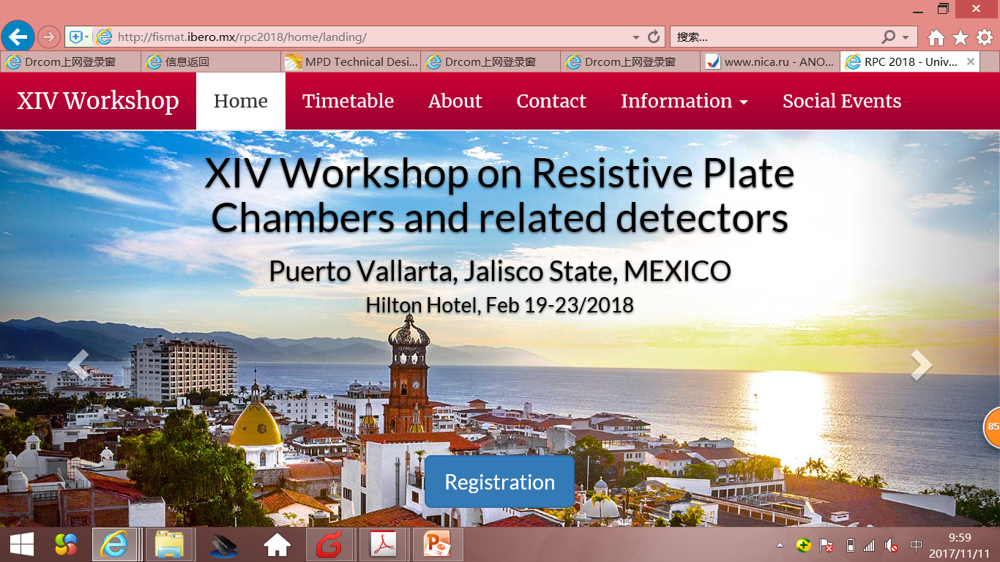 http://fismat.ibero.mx/rpc2018/home/landing/
搜索...
Drcom上网登录窗
信息返回
MPD Technical Desi...
Drcom上网登录窗
Drcom上网登录窗
www.nica.ru - ANO...
RPC 2018 - Univ...
XIV Workshop
Home
Timetable
About
Contact
Information
Social Events
XIV Workshop on Resistive Plate
Chambers and related detectors
Puerto Vallarta, Jalisco State, MEXICO
Hilton Hotel, Feb 19-23/2018
85
Registration
中
9:59
2017/11/11